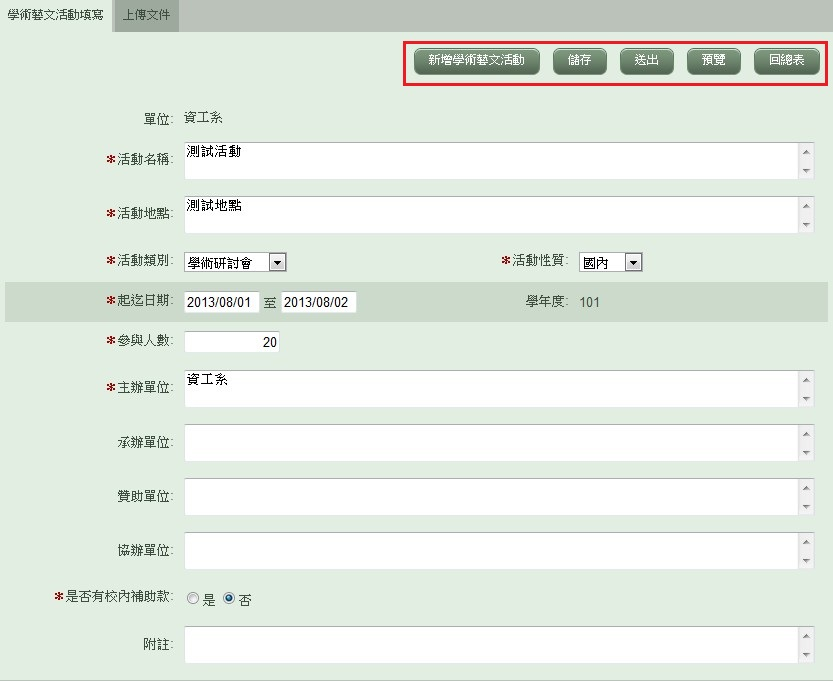 學術藝文活動填寫 上傳文件
新增學術藝文活動 儲存 送出 預覽 回總表
單位: 資工系
*活動名稱: 測試活動
*活動地點: 測試地點
*活動類別: 學術研討會 *活動性質: 國內
*起迄日期: 2013/08/01 至 2013/08/02 學年度: 101
*參與人數: 20
*主辦單位: 資工系
承辦單位:
贊助單位:
協辦單位:
*是否有校內補助款: 是 否
附註: